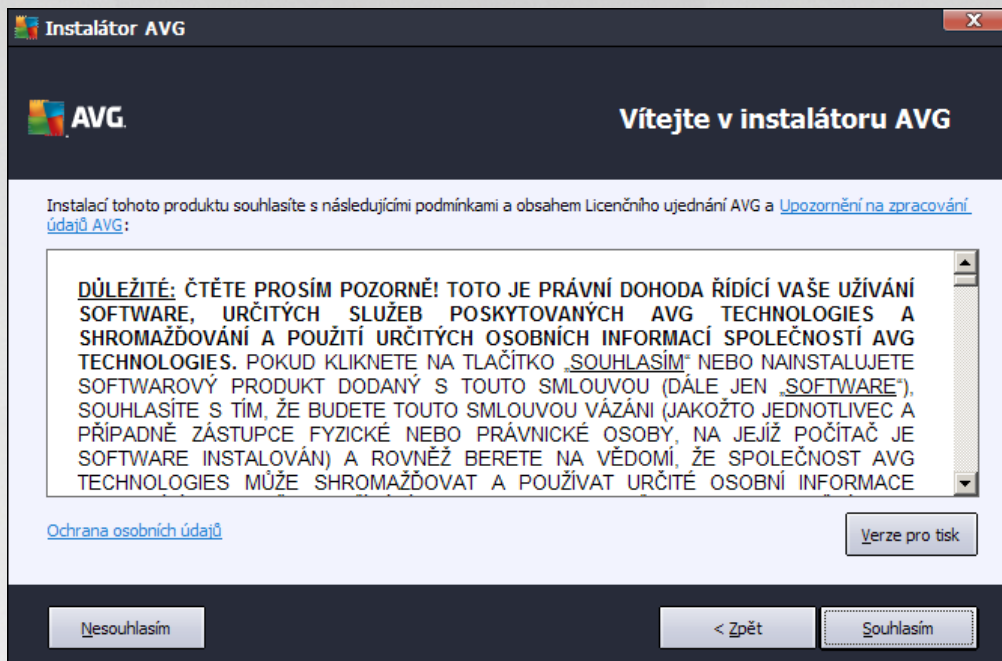 Instalátor AVG
AVG.
Vítejte v instalátoru AVG
Instalací tohoto produktu souhlasíte s následujícími podmínkami a obsahem Licenčního ujednání AVG a Upozornění na zpracování
údajů AVG:
DŮLEŽITÉ: ČTĚTE PROSÍM POZORNĚ! TOTO JE PRÁVNÍ DOHODA ŘÍDÍCÍ VAŠE UŽÍVÁNÍ
SOFTWARE, URČITÝCH SLUŽEB POSKYTOVANÝCH AVG TECHNOLOGIES A
SHROMAŽĎOVÁNÍ A POUŽITÍ URČITÝCH OSOBNÍCH INFORMACÍ SPOLEČNOSTÍ AVG
TECHNOLOGIES. POKUD KLIKNETE NA TLAČÍTKO „SOUHLASÍM" NEBO NAINSTALUJETE
SOFTWAROVÝ PRODUKT DODANÝ S TOUTO SMLOUVOU (DÁLE JEN „SOFTWARE"),
SOUHLASÍTE S TÍM, ŽE BUDETE TOUTO SMLOUVOU VÁZÁNI (JAKOŽTO JEDNOTLIVEC A
PŘÍPADNĚ ZÁSTUPCE FYZICKÉ NEBO PRÁVNICKÉ OSOBY, NA JEJÍŽ POČÍTAČ JE
SOFTWARE INSTALOVÁN) A ROVNĚŽ BERETE NA VĚDOMÍ, ŽE SPOLEČNOST AVG
TECHNOLOGIES MŮŽE SHROMAŽĎOVAT A POUŽÍVAT URČITÉ OSOBNÍ INFORMACE
Ochrana osobních údajů
Verze pro tisk
Nesouhlasím
< Zpět
Souhlasím